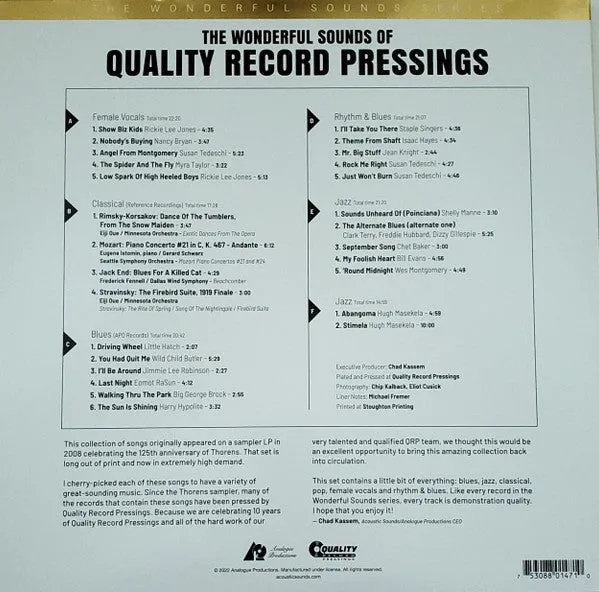 THE WONDERFUL SOUNDS SERIES
THE WONDERFUL SOUNDS OF
QUALITY RECORD PRESSINGS
A
Female Vocals Total time 22:20
1. Show Biz Kids Rickie Lee Jones - 4:35
2. Nobody's Buying Nancy Bryan - 3:47
3. Angel From Montgomery Susan Tedeschi - 5:23
4. The Spider And The Fly Myra Taylor - 3:22
5. Low Spark Of High Heeled Boys Rickie Lee Jones - 5:13
B
Classical (Reference Recordings) Total time 17:28
1. Rimsky-Korsakov: Dance Of The Tumblers,
From The Snow Maiden - 3:47
Eiji Oue / Minnesota Orchestra - Exotic Dances From The Opera
2. Mozart: Piano Concerto #21 in C, K. 467 - Andante - 6:12
Eugene Istomin, piano / Gerard Schwarz
Seattle Symphony Orchestra - Mozart Piano Concertos #21 and #24
3. Jack End: Blues For A Killed Cat - 4:29
Frederick Fennell / Dallas Wind Symphony - Beachcomber
4. Stravinsky: The Firebird Suite, 1919 Finale - 3:00
Eiji Oue / Minnesota Orchestra
Stravinsky: The Rite Of Spring / Song Of The Nightingale / Firebird Suite
C
Blues (APO Records) Total time 20:42
1. Driving Wheel Little Hatch - 2:07
2. You Had Quit Me Wild Child Butler - 5:29
3. I'll Be Around Jimmie Lee Robinson - 2:27
4. Last Night Eomot RaSun - 4:12
5. Walking Thru The Park Big George Brock - 2:55
6. The Sun Is Shining Harry Hypolite - 3:32
D
Rhythm & Blues Total time 21:07
1. I'll Take You There Staple Singers - 4:36
2. Theme From Shaft Isaac Hayes - 4:34
3. Mr. Big Stuff Jean Knight - 2:44
4. Rock Me Right Susan Tedeschi - 4:27
5. Just Won't Burn Susan Tedeschi - 4:46
E
Jazz Total time 21:20
1. Sounds Unheard Of (Poinciana) Shelly Manne - 3:10
2. The Alternate Blues (alternate one)
Clark Terry, Freddie Hubbard, Dizzy Gillespie - 5:25
3. September Song Chet Baker - 3:00
4. My Foolish Heart Bill Evans - 4:56
5. 'Round Midnight Wes Montgomery - 4:49
F
Jazz Total time 14:59
1. Abangoma Hugh Masekela - 4:59
2. Stimela Hugh Masekela - 10:00
Executive Producer: Chad Kassem
Plated and Pressed at Quality Record Pressings
Photography: Chip Kalback, Eliot Cusick
Liner Notes: Michael Fremer
Printed at Stoughton Printing
This collection of songs originally appeared on a sampler LP in
2008 celebrating the 125th anniversary of Thorens. That set is
long out of print and now in extremely high demand.
I cherry-picked each of these songs to have a variety of
great-sounding music. Since the Thorens sampler, many of
the records that contain these songs have been pressed by
Quality Record Pressings. Because we are celebrating 10 years
of Quality Record Pressings and all of the hard work of our
very talented and qualified QRP team, we thought this would be
an excellent opportunity to bring this amazing collection back
into circulation.
This set contains a little bit of everything: blues, jazz, classical,
pop, female vocals and rhythm & blues. Like every record in the
Wonderful Sounds series, every track is demonstration quality.
I hope that you enjoy it!
— Chad Kassem, Acoustic Sounds/Analogue Productions CEO
Analogue
Productions
QUALITY
RECORD
PRESSINGS
© 2022 Analogue Productions. Manufactured under license. All rights reserved.
acousticsounds.com
7 53088 01471 0